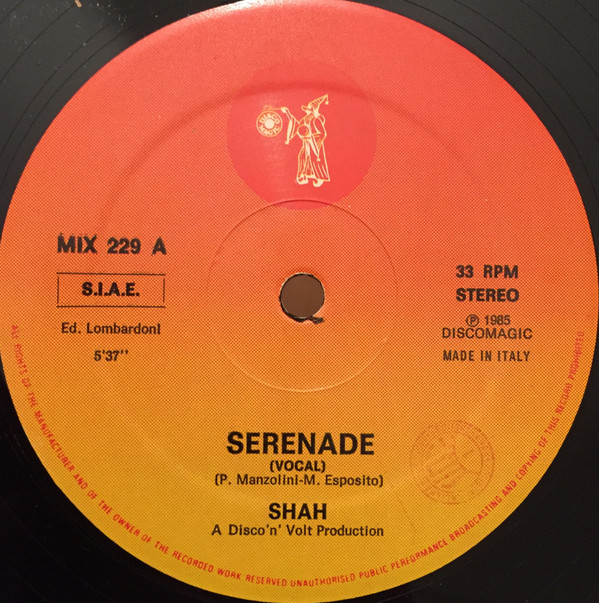 DISCO MAGIC
MIX 229 A
S.I.A.E.
Ed. Lombardoni
5'37''
33 RPM
STEREO
℗ 1985
DISCOMAGIC
MADE IN ITALY
SERENADE
(VOCAL)
(P. Manzolini-M. Esposito)
SHAH
A Disco'n' Volt Production
ALL RIGHTS OF THE MANUFACTURER AND OF THE OWNER OF THE RECORDED WORK RESERVED UNAUTHORISED PUBLIC PERFORMANCE BROADCASTING AND COPYING OF THIS RECORD PROHIBITED